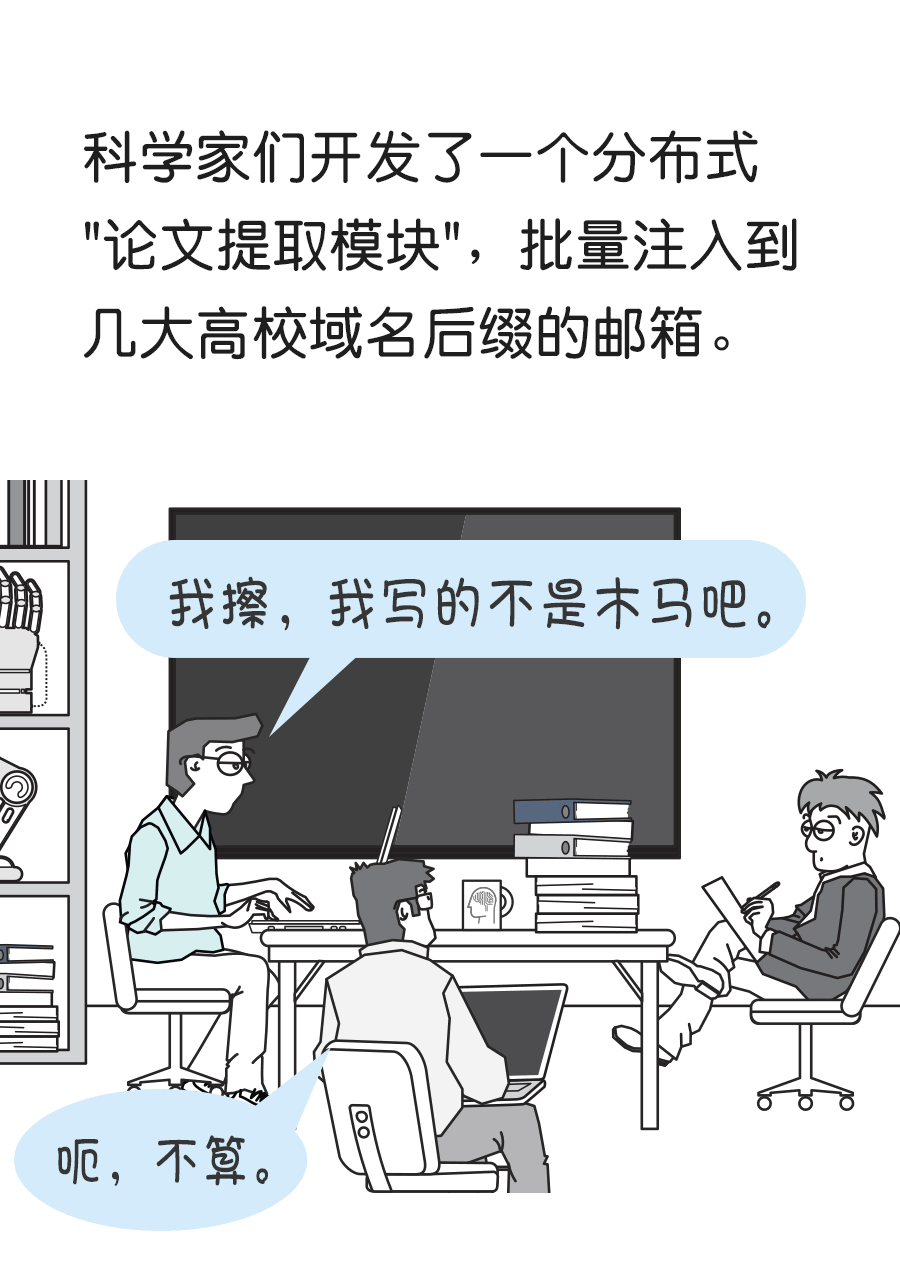 科学家们开发了一个分布式
"论文提取模块"，批量注入到
几大高校域名后缀的邮箱。
我擦，我写的不是木马吧。
呃，不算。